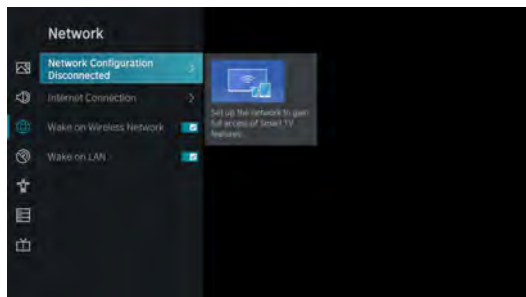 Network
Network Configuration
Disconnected
Internet Connection
Wake on Wireless Network
Wake on LAN
Set up the network to gain
full access of Smart TV
features.